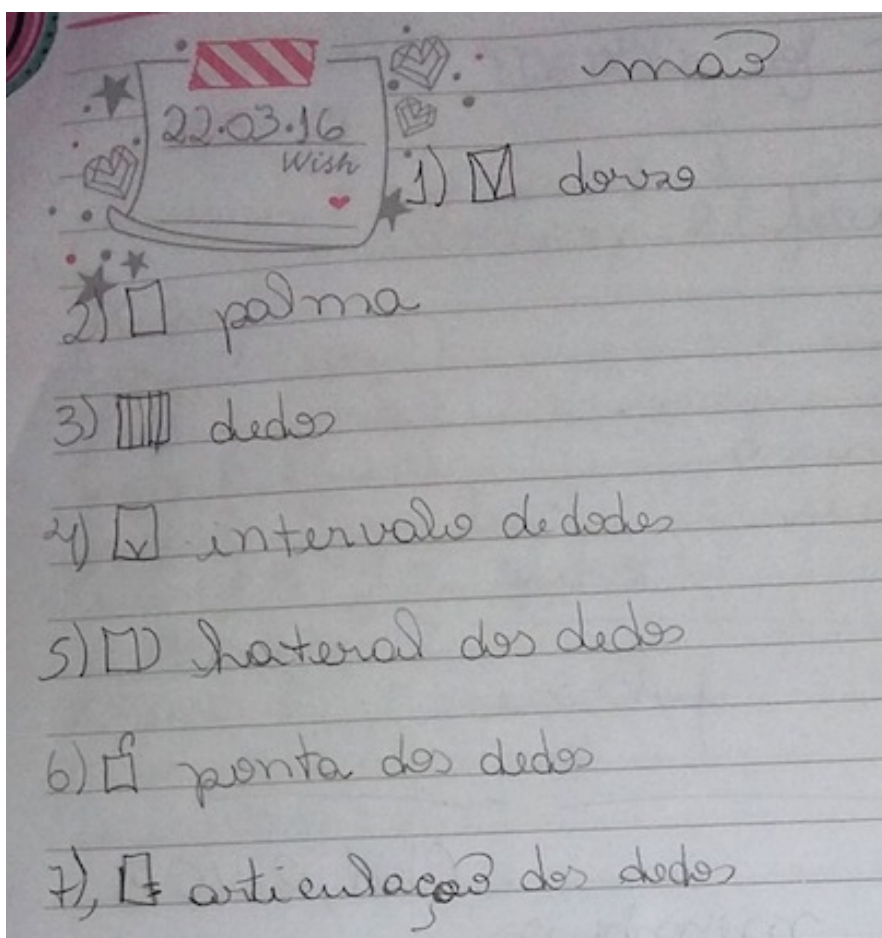 mão
22.03.16
Wish
1) dorso
2) palma
3) dedos
4) intervalo de dedos
5) Lateral dos dedos
6) ponta dos dedos
7), articulação dos dedos